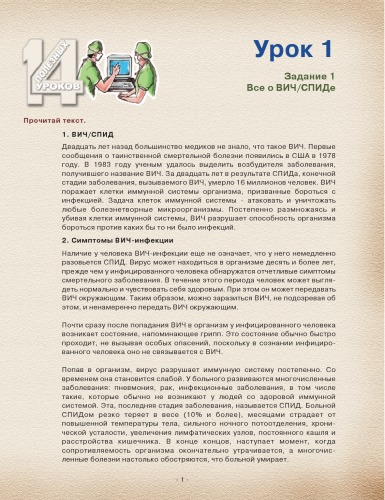 14
ПОЛЕЗНЫХ
УРОКОВ
Урок 1
Задание 1
Все о ВИЧ/СПИДе
Прочитай текст.
1. ВИЧ/СПИД
Двадцать лет назад большинство медиков не знало, что такое ВИЧ. Первые
сообщения о таинственной смертельной болезни появились в США в 1978
году. В 1983 году ученым удалось выделить возбудителя заболевания,
получившего название ВИЧ. За двадцать лет в результате СПИДа, конечной
стадии заболевания, вызываемого ВИЧ, умерло 16 миллионов человек. ВИЧ
поражает клетки иммунной системы организма, призванные бороться с
инфекцией. Задача клеток иммунной системы - атаковать и уничтожать
любые болезнетворные микроорганизмы. Постепенно размножаясь и
убивая клетки иммунной системы, ВИЧ разрушает способность организма
бороться против каких бы то ни было инфекций.
2. Симптомы ВИЧ-инфекции
Наличие у человека ВИЧ-инфекции еще не означает, что у него немедленно
разовьется СПИД. Вирус может находиться в организме десять и более лет,
прежде чем у инфицированного человека обнаружатся отчетливые симптомы
смертельного заболевания. В течение этого периода человек может выгля-
деть нормально и чувствовать себя здоровым. При этом он может передавать
ВИЧ окружающим. Таким образом, можно заразиться ВИЧ, не подозревая об
этом, и ненамеренно передать ВИЧ окружающим.
Почти сразу после попадания ВИЧ в организм у инфицированного человека
возникает состояние, напоминающее грипп. Это состояние обычно быстро
проходит, не вызывая особых опасений, поскольку в сознании инфициро-
ванного человека оно не связывается с ВИЧ.
Попав в организм, вирус разрушает иммунную систему постепенно. Со
временем она становится слабой. У больного развиваются многочисленные
заболевания: пневмония, рак, инфекционные заболевания, в том числе
такие, которые обычно не возникают у людей со здоровой иммунной
системой. Эта, последняя стадия заболевания, называется СПИД. Больной
СПИДом резко теряет в весе (10% и более), месяцами страдает от
повышенной температуры тела, сильного ночного потоотделения, хрони-
ческой усталости, увеличения лимфатических узлов, постоянного кашля и
расстройства кишечника. В конце концов, наступает момент, когда
сопротивляемость организма окончательно утрачивается, а многочис-
ленные болезни настолько обостряются, что больной умирает.
- 1 -